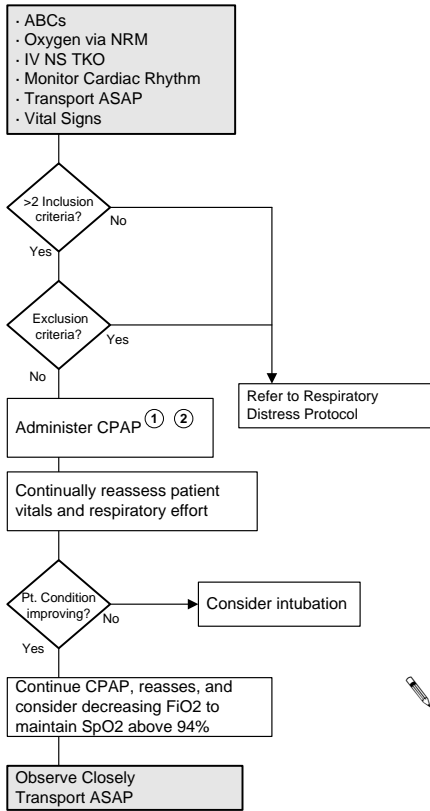 · ABCs
· Oxygen via NRM
· IV NS TKO
· Monitor Cardiac Rhythm
· Transport ASAP
· Vital Signs
>2 Inclusion
criteria?
No
Yes
Exclusion
criteria?
Yes
No
Refer to Respiratory
Distress Protocol
Administer CPAP ① ②
Continually reassess patient
vitals and respiratory effort
Pt. Condition
improving?
No
Consider intubation
Yes
Continue CPAP, reasses, and
consider decreasing FiO2 to
maintain SpO2 above 94%
Observe Closely
Transport ASAP